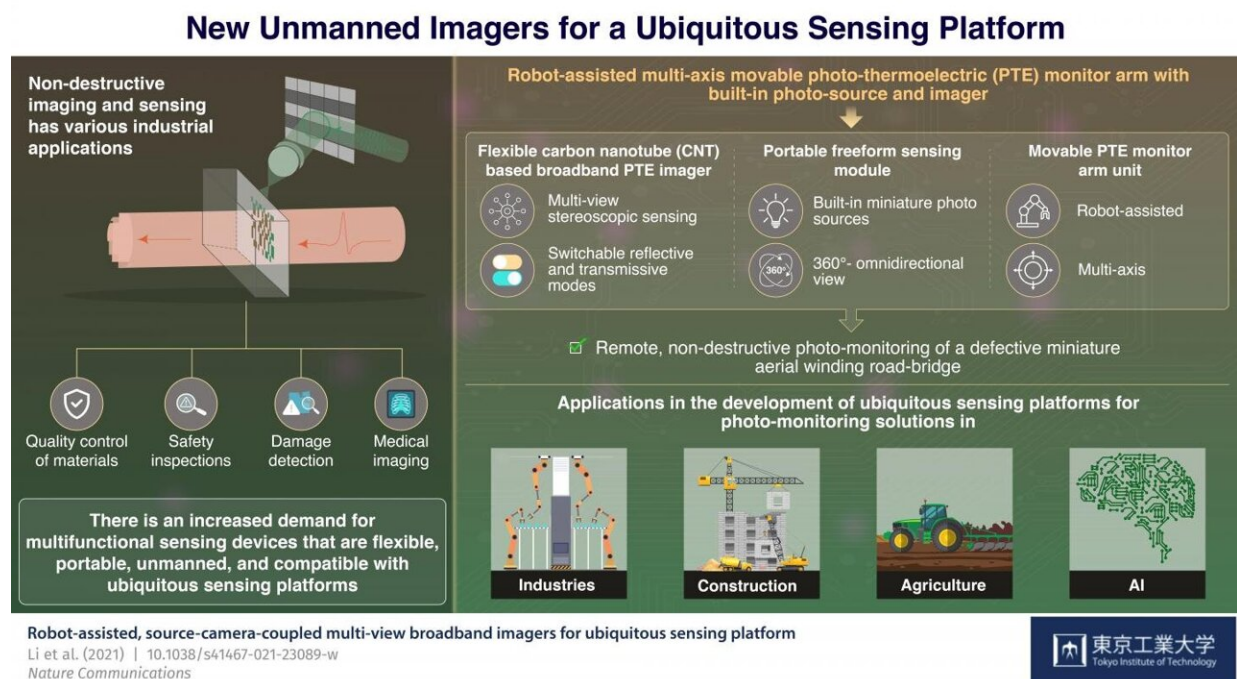 New Unmanned Imagers for a Ubiquitous Sensing Platform
Non-destructive
imaging and sensing
has various industrial
applications
Quality control
of materials
Safety
inspections
Damage
detection
Medical
imaging
There is an increased demand for
multifunctional sensing devices that are flexible,
portable, unmanned, and compatible with
ubiquitous sensing platforms
Robot-assisted multi-axis movable photo-thermoelectric (PTE) monitor arm with
built-in photo-source and imager
Flexible carbon nanotube (CNT)
based broadband PTE imager
Multi-view
stereoscopic sensing
Switchable reflective
and transmissive
modes
Portable freeform sensing
module
Built-in miniature photo
sources
360°
360°- omnidirectional
view
Movable PTE monitor
arm unit
Robot-assisted
Multi-axis
Remote, non-destructive photo-monitoring of a defective miniature
aerial winding road-bridge
Applications in the development of ubiquitous sensing platforms for
photo-monitoring solutions in
Industries
Construction
Agriculture
AI
Robot-assisted, source-camera-coupled multi-view broadband imagers for ubiquitous sensing platform
Li et al. (2021) | 10.1038/s41467-021-23089-w
Nature Communications
東京工業大学
Tokyo Institute of Technology